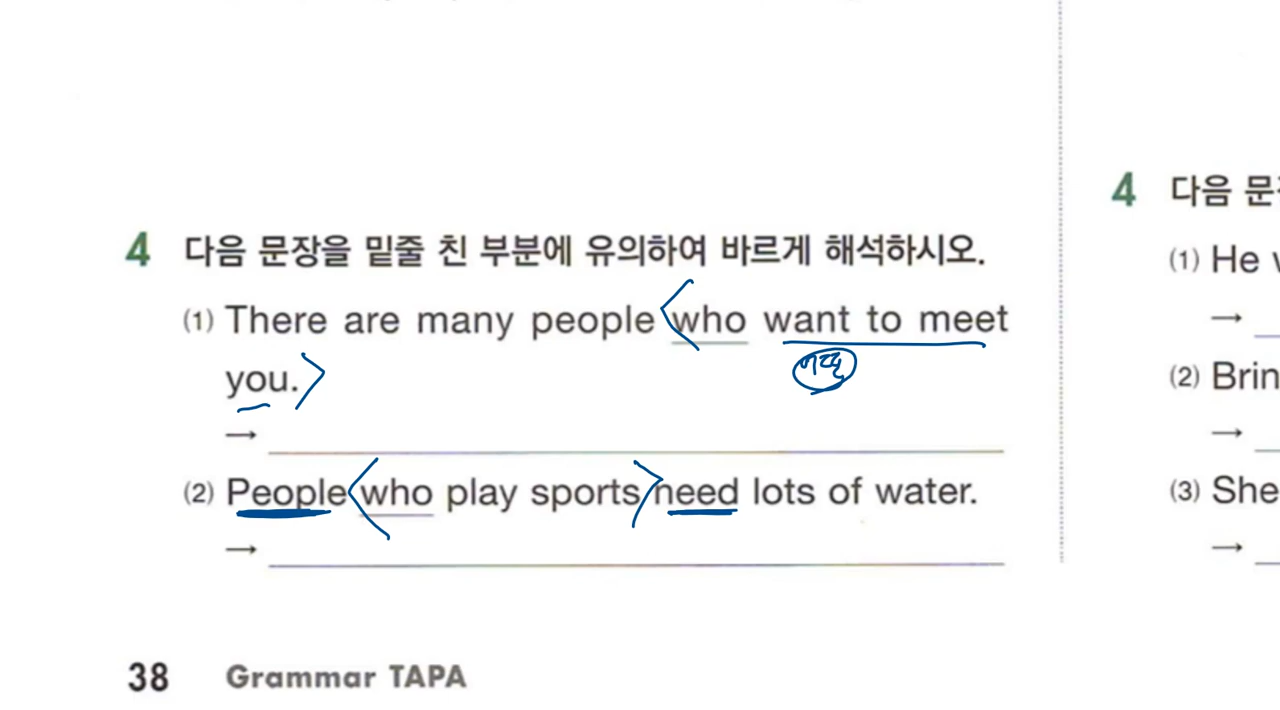 4 다음 문장을 밑줄 친 부분에 유의하여 바르게 해석하시오.
(1) There are many people who want to meet
you.
→
(2) People who play sports need lots of water.
→
38 Grammar TAPA
4 다음 문
(1) He
→
(2) Brin
→
(3) She
→